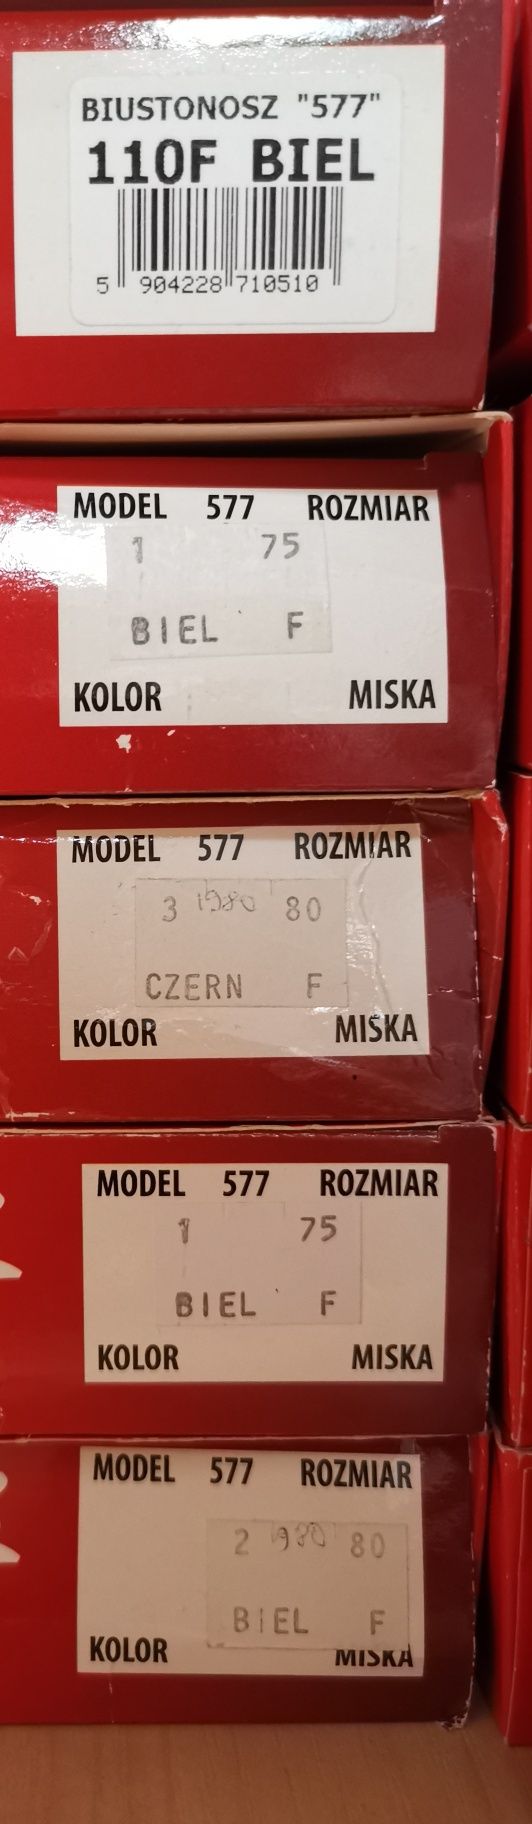 BIUSTONOSZ "577"
110F BIEL
5 904228 710510
MODEL 577 ROZMIAR
1 75
BIEL F
KOLOR MISKA
MODEL 577 ROZMIAR
3 1980 80
CZERN F
KOLOR MISKA
MODEL 577 ROZMIAR
1 75
BIEL F
KOLOR MISKA
MODEL 577 ROZMIAR
2 980 80
BIEL F
KOLOR MISKA